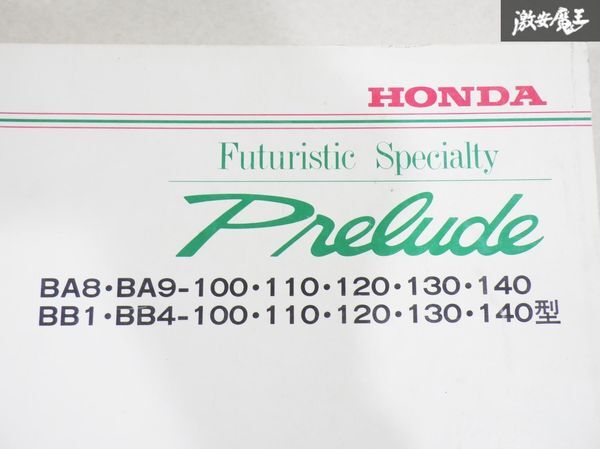 激安魔王
HONDA
Futuristic Specialty
Prelude
BA8・BA9-100・110・120・130・140
BB1・BB4-100・110・120・130・140型